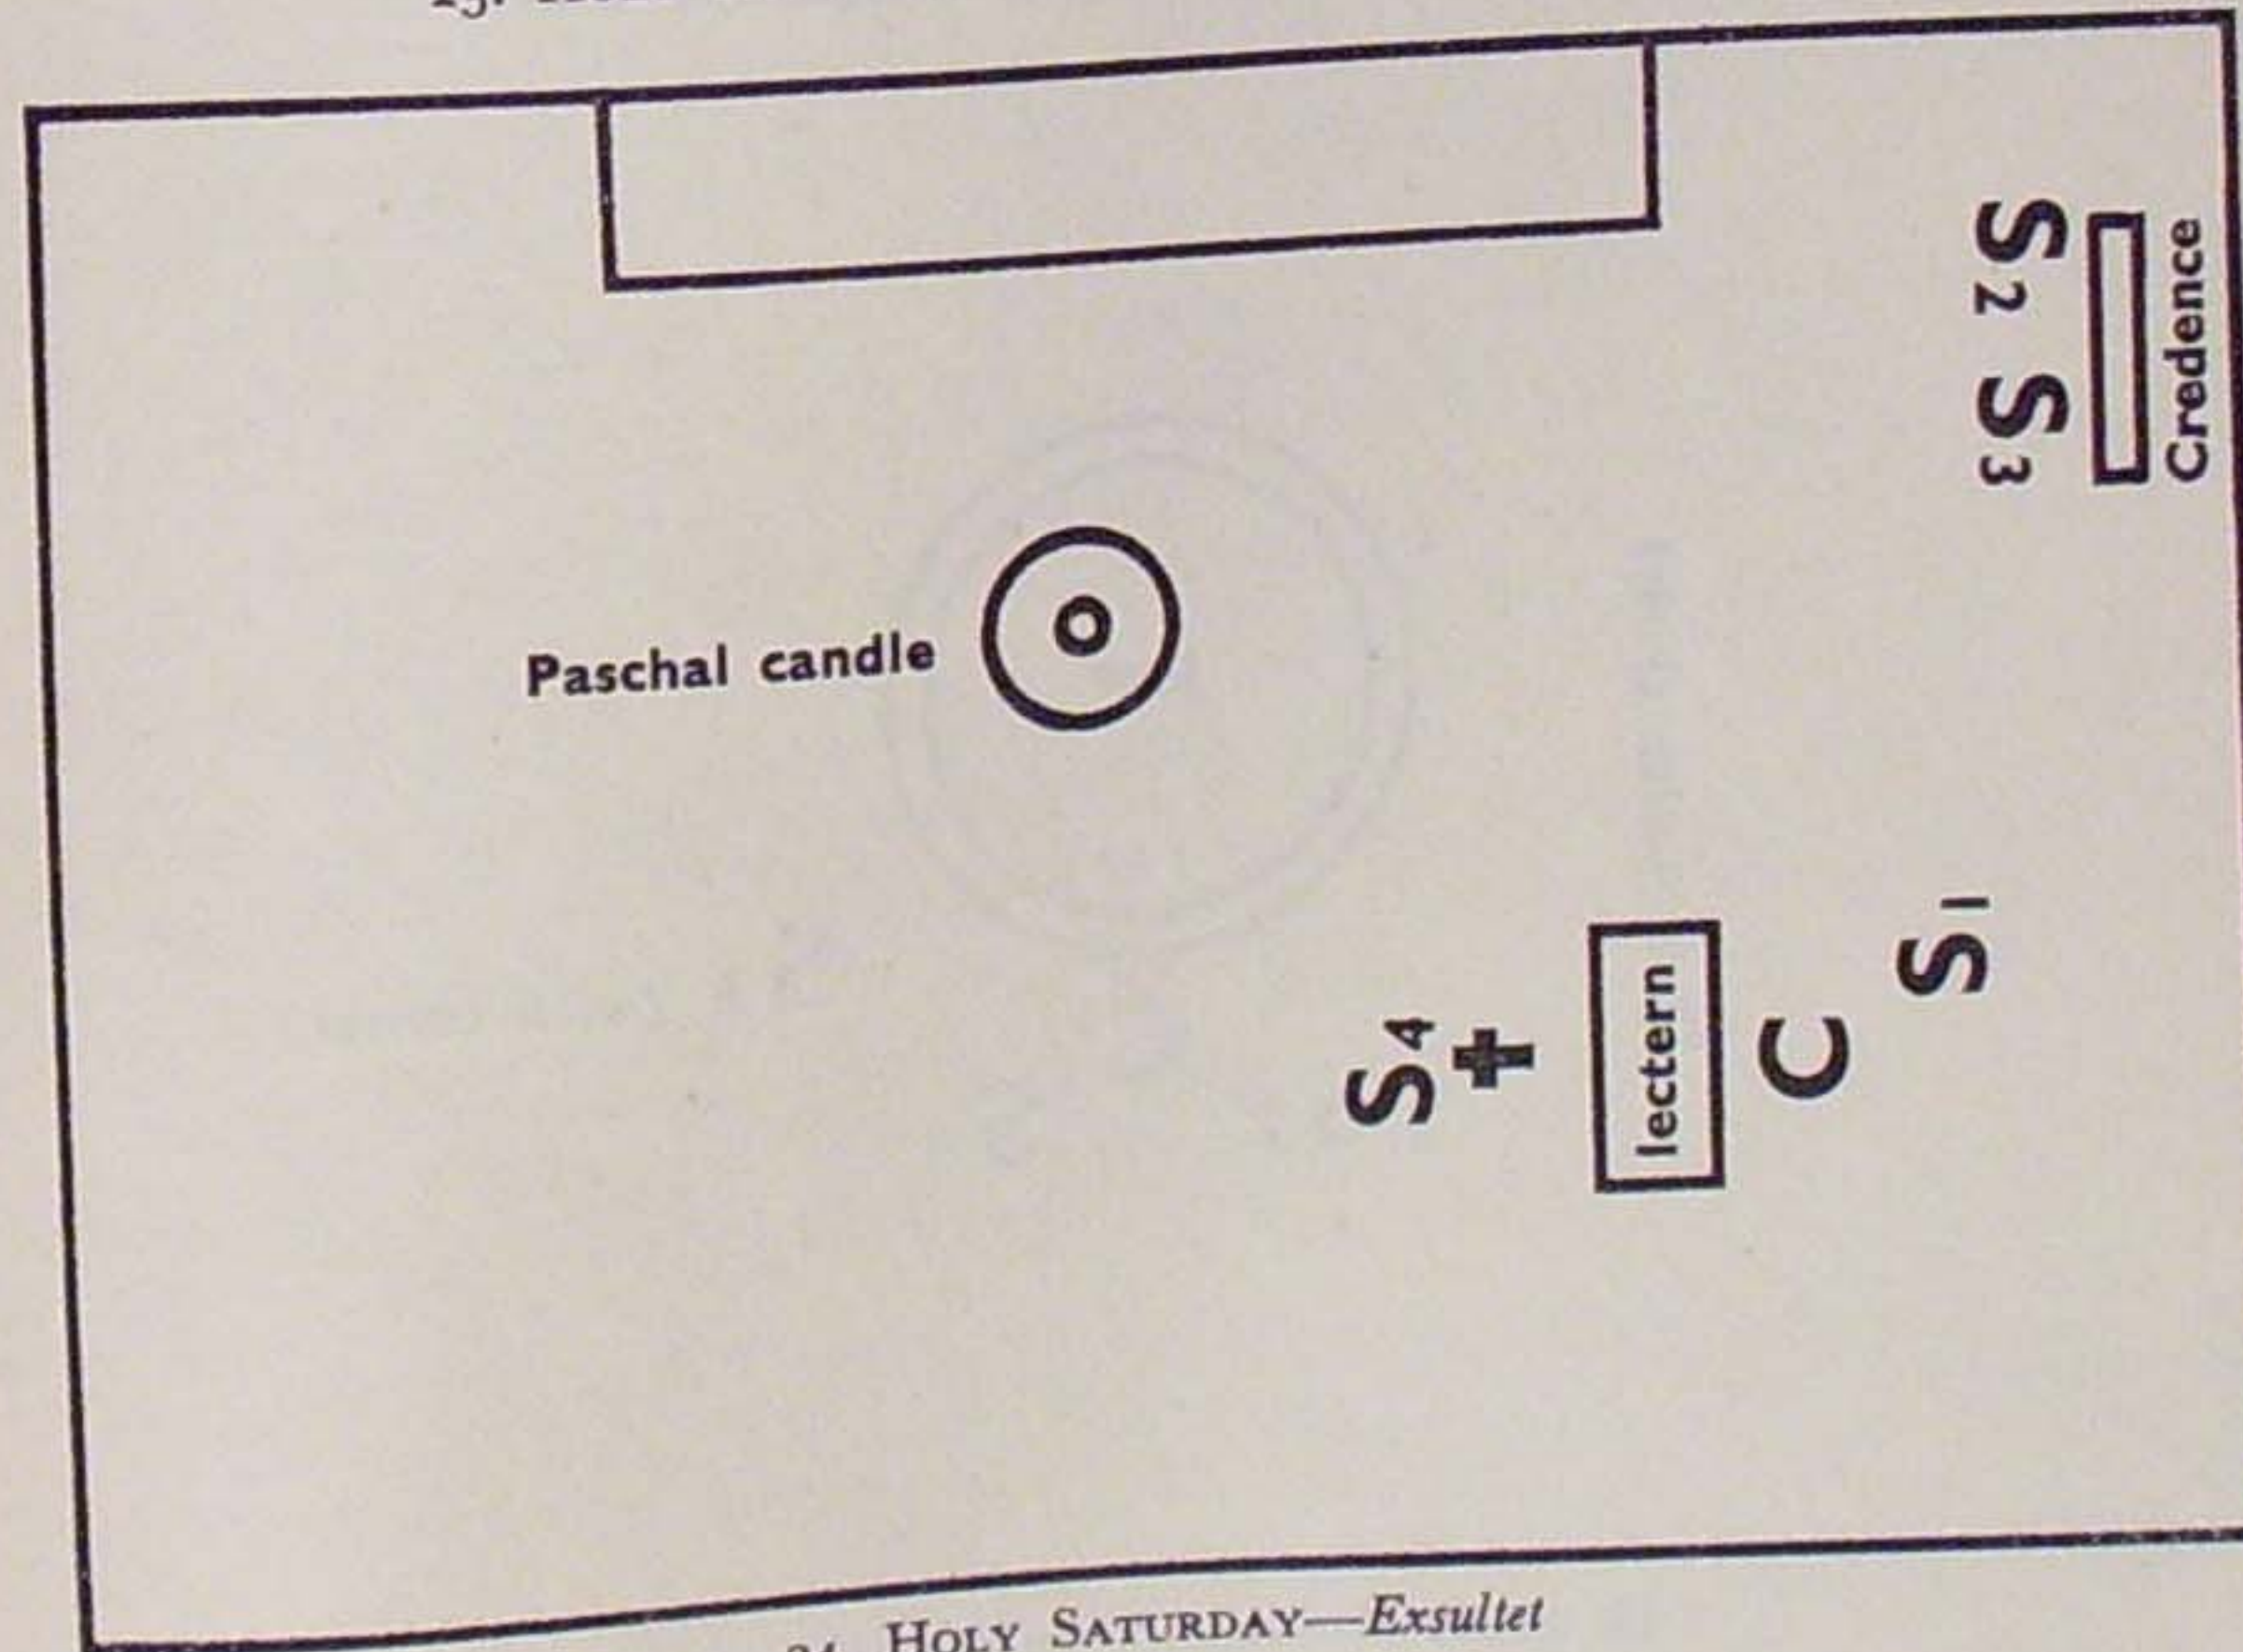 S2 S3
Credence
Paschal candle
S1
S4
lectern
C
HOLY SATURDAY—Exsultet